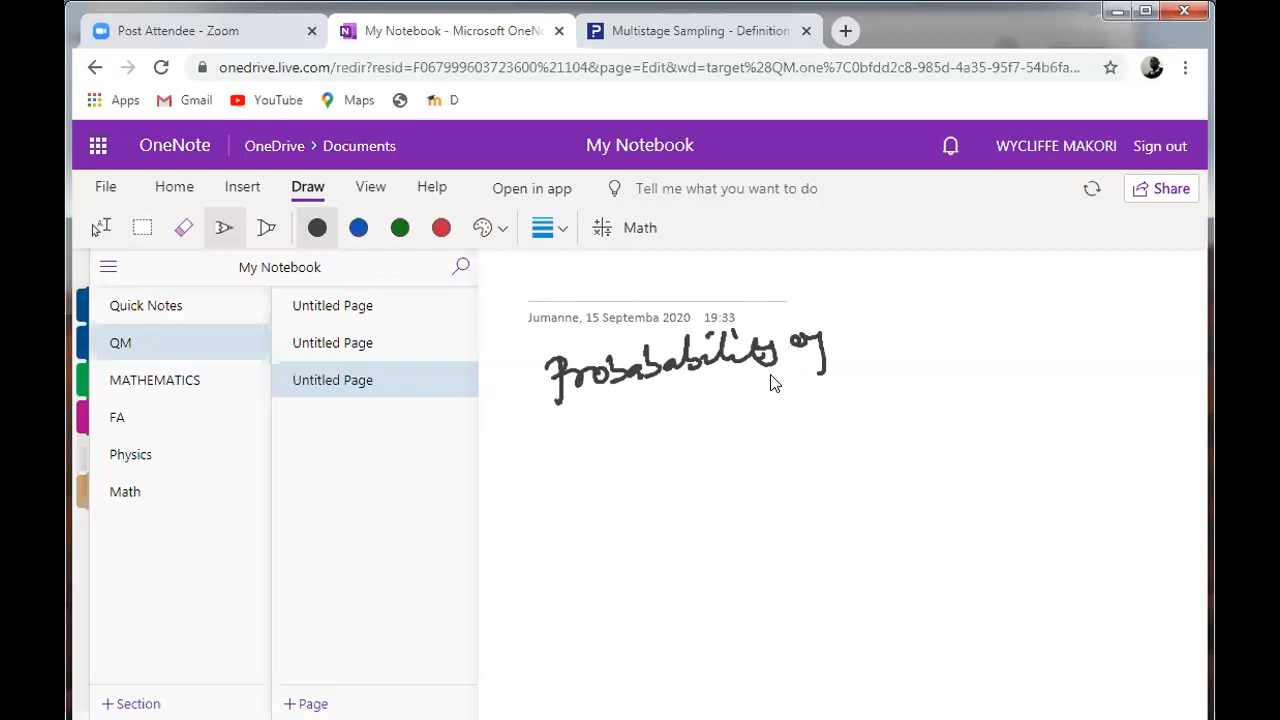 Post Attendee - Zoom
My Notebook - Microsoft OneNo
Multistage Sampling - Definition
onedrive.live.com/redir?resid=F067999603723600%21104&page=Edit&wd=target%28QM.one%7C0bfdd2c8-985d-4a35-95f7-54b6fa...
Apps Gmail YouTube Maps D
OneNote OneDrive > Documents My Notebook WYCLIFFE MAKORI Sign out
File Home Insert Draw View Help Open in app Tell me what you want to do Share
Math
My Notebook
Quick Notes
QM
MATHEMATICS
FA
Physics
Math
+ Section
Untitled Page
Untitled Page
Untitled Page
+ Page
Jumanne, 15 Septemba 2020 19:33
Probabability of